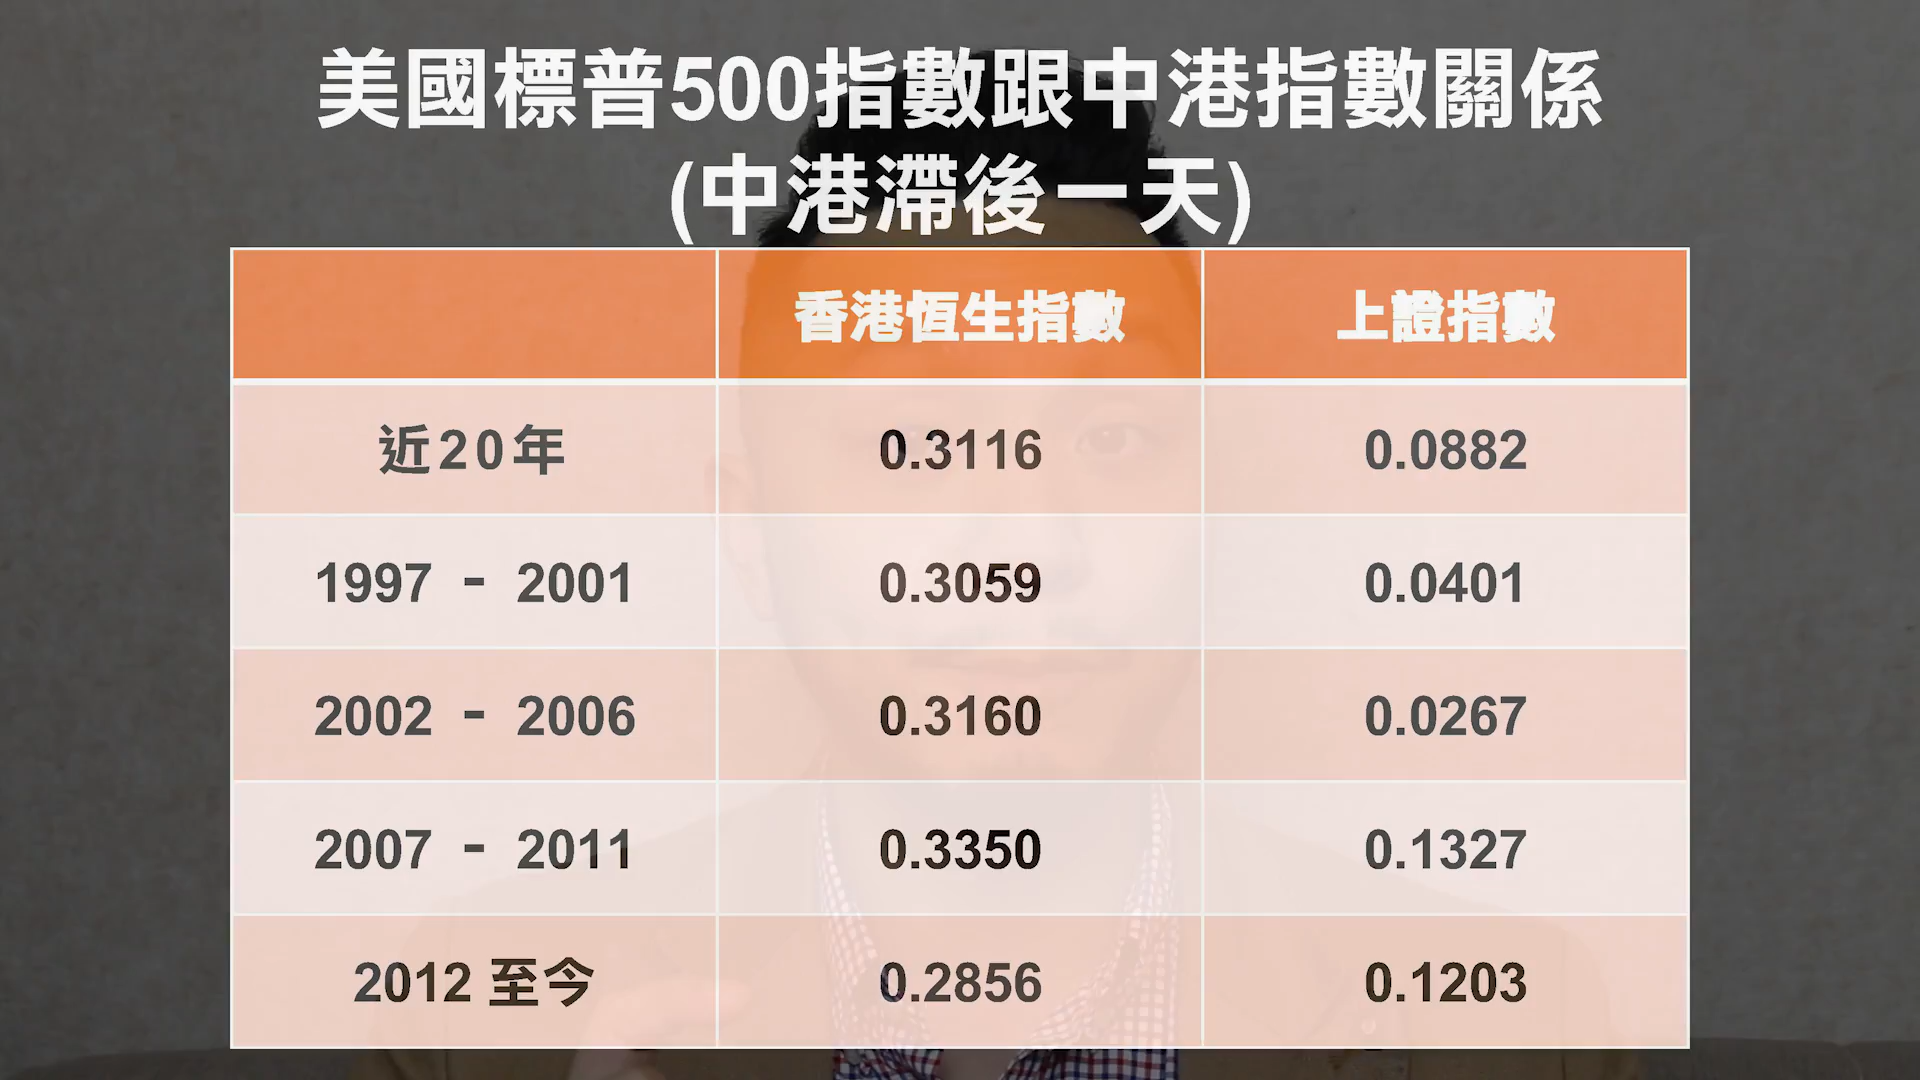 美國標普500指數跟中港指數關係
(中港滯後一天)
香港恆生指數 上證指數
近20年 0.3116 0.0882
1997 - 2001 0.3059 0.0401
2002 - 2006 0.3160 0.0267
2007 - 2011 0.3350 0.1327
2012 至今 0.2856 0.1203